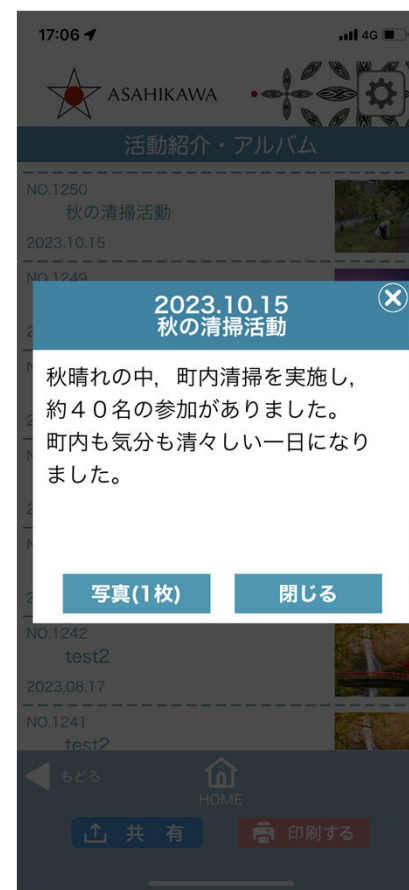 17:06
4G
ASAHIKAWA
活動紹介・アルバム
NO.1250
秋の清掃活動
2023.10.15
NO.1249
2023.10.15
秋の清掃活動
秋晴れの中，町内清掃を実施し，
約４０名の参加がありました。
町内も気分も清々しい一日になり
ました。
写真(1枚)
閉じる
NO.1242
test2
2023.08.17
NO.1241
test2
もどる
HOME
共 有
印刷する